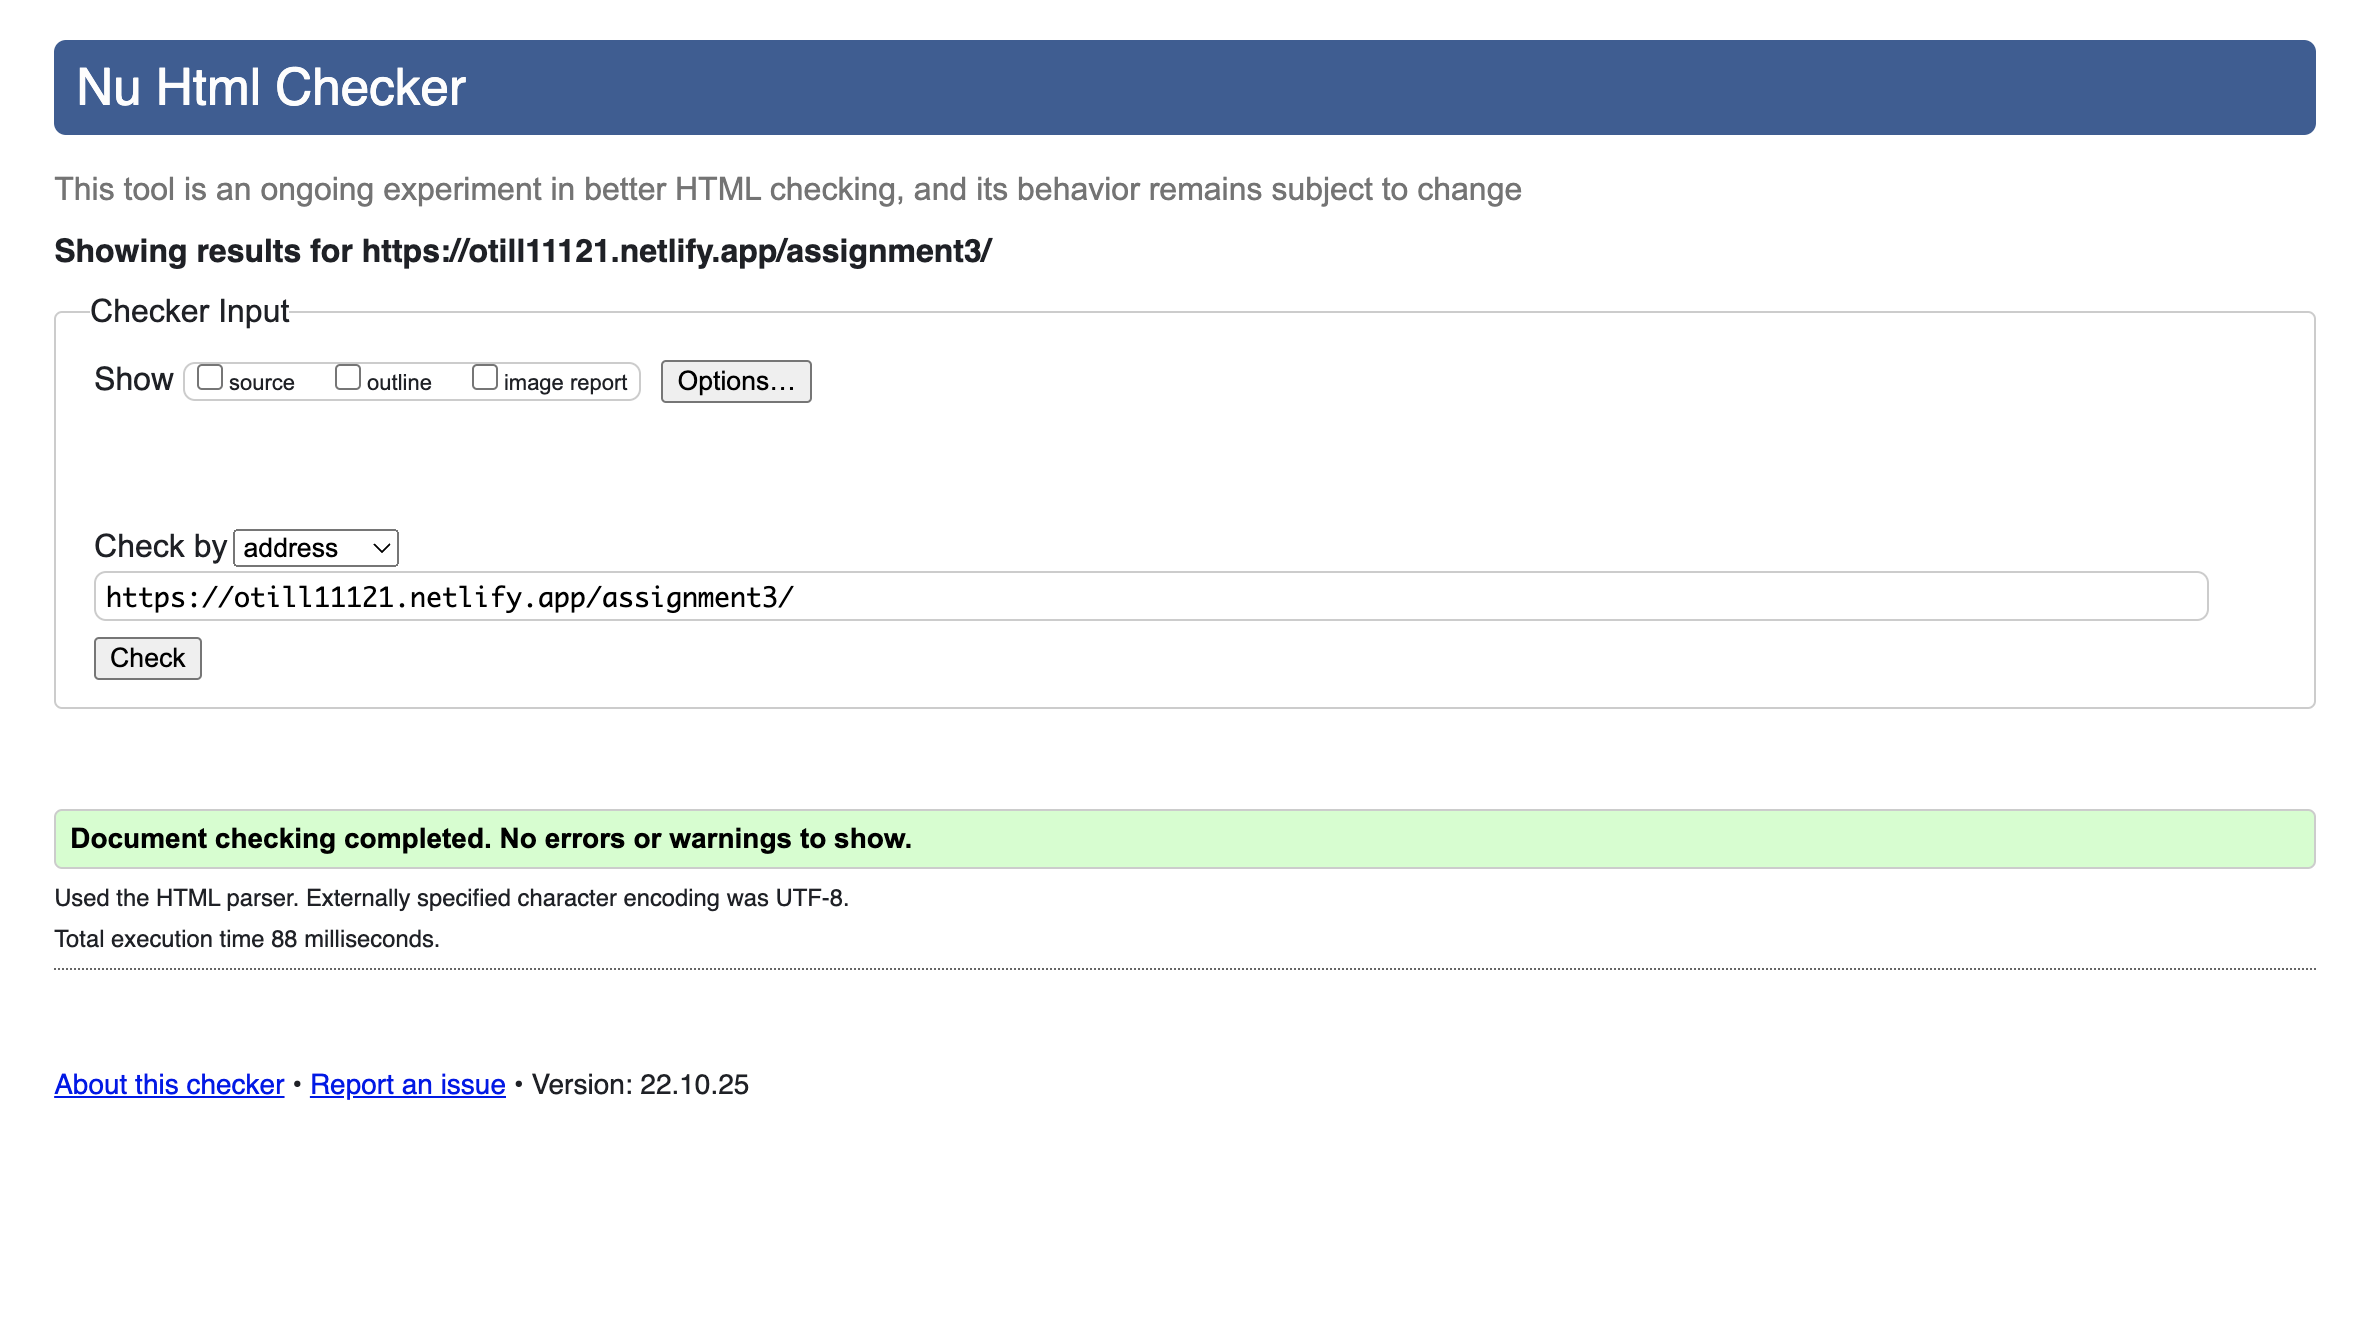 Nu Html Checker
This tool is an ongoing experiment in better HTML checking, and its behavior remains subject to change
Showing results for https://otill11121.netlify.app/assignment3/
Checker Input
Show source outline image report Options...
Check by address
https://otill11121.netlify.app/assignment3/
Check
Document checking completed. No errors or warnings to show.
Used the HTML parser. Externally specified character encoding was UTF-8.
Total execution time 88 milliseconds.
About this checker • Report an issue • Version: 22.10.25